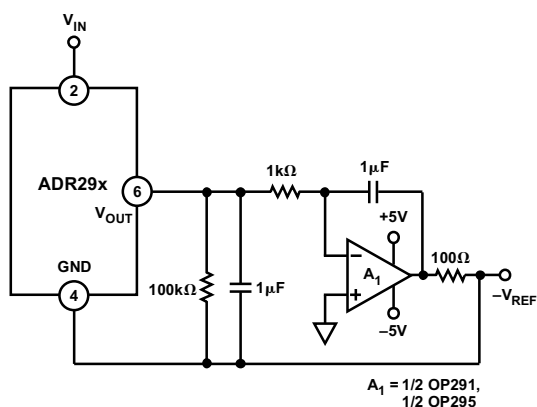 V_IN
2
ADR29x
6
V_OUT
GND
4
1kΩ
1μF
100kΩ
1μF
+5V
−
A_1
+
−5V
100Ω
−V_REF
A_1 = 1/2 OP291,
1/2 OP295